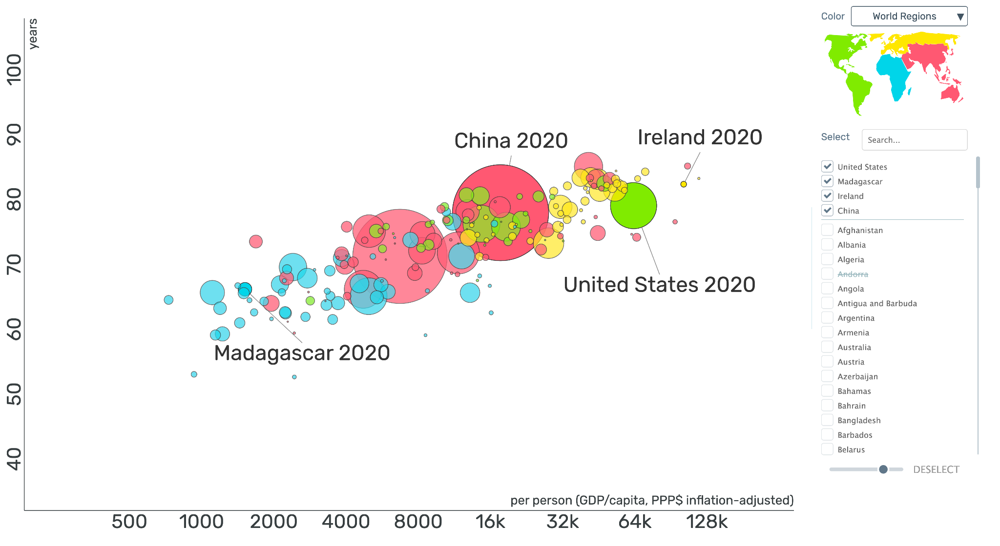 years
100
90
80
70
60
50
40
China 2020
Ireland 2020
United States 2020
Madagascar 2020
per person (GDP/capita, PPP$ inflation-adjusted)
500 1000 2000 4000 8000 16k 32k 64k 128k
Color World Regions ▼
Select Search...
United States
Madagascar
Ireland
China
Afghanistan
Albania
Algeria
Andorra
Angola
Antigua and Barbuda
Argentina
Armenia
Australia
Austria
Azerbaijan
Bahamas
Bahrain
Bangladesh
Barbados
Belarus
DESELECT